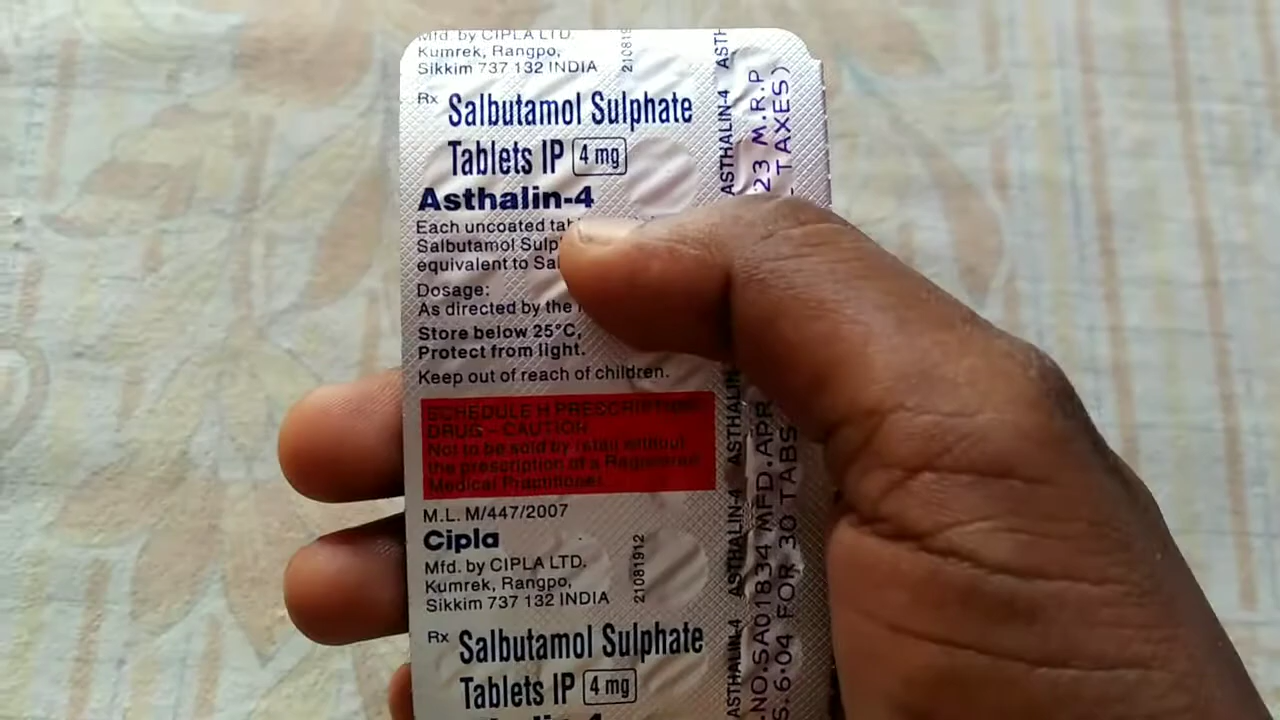 Mfd. by CIPLA LTD.
Kumrek, Rangpo,
Sikkim 737 132 INDIA
210819
Rx Salbutamol Sulphate
Tablets IP 4 mg
Asthalin-4
Each uncoated
Salbutamol
equivalent to
Dosage:
As directed by the
Store below 25°C,
Protect from light.
Keep out of reach of children.
SCHEDULE H PRESCRIPTION
DRUG – CAUTION
Not to be sold by retail without
the prescription of a Registered
Medical Practitioner.
M.L. M/447/2007
Cipla
Mfd. by CIPLA LTD.
Kumrek, Rangpo,
Sikkim 737 132 INDIA
21081912
Rx Salbutamol Sulphate
Tablets IP 4 mg
ASTHALIN-4 ASTHALIN-4 ASTHALIN ASTHALIN-4 ASTH
.NO.SA01834 MFD.APR 23 M.R.P
S.6.04 FOR 30 TABS TAXES)